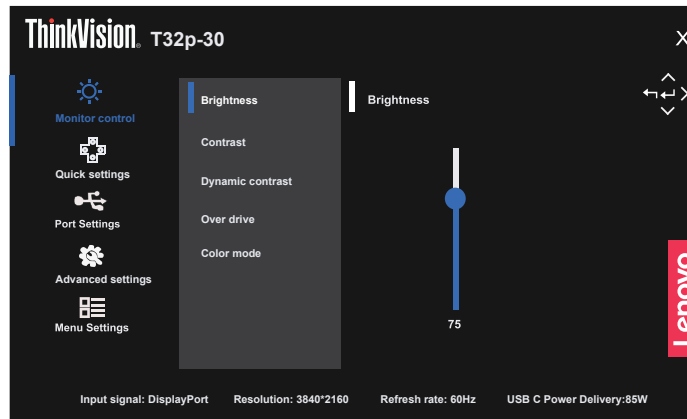 ThinkVision. T32p-30
X
Monitor control
Quick settings
Port Settings
Advanced settings
Menu Settings
Brightness
Contrast
Dynamic contrast
Over drive
Color mode
Brightness
75
Lenovo
Input signal: DisplayPort Resolution: 3840*2160 Refresh rate: 60Hz USB C Power Delivery:85W